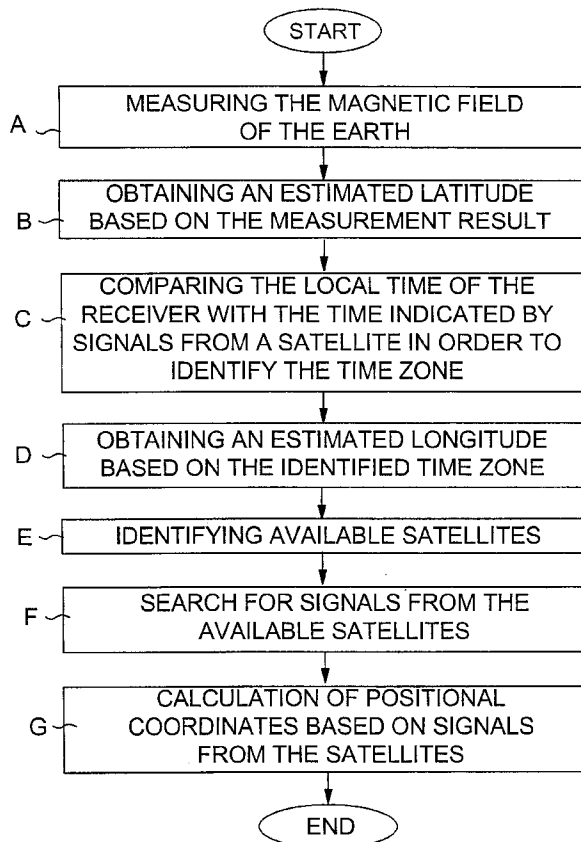 START
A
MEASURING THE MAGNETIC FIELD
OF THE EARTH
B
OBTAINING AN ESTIMATED LATITUDE
BASED ON THE MEASUREMENT RESULT
C
COMPARING THE LOCAL TIME OF THE
RECEIVER WITH THE TIME INDICATED BY
SIGNALS FROM A SATELLITE IN ORDER TO
IDENTIFY THE TIME ZONE
D
OBTAINING AN ESTIMATED LONGITUDE
BASED ON THE IDENTIFIED TIME ZONE
E
IDENTIFYING AVAILABLE SATELLITES
F
SEARCH FOR SIGNALS FROM THE
AVAILABLE SATELLITES
G
CALCULATION OF POSITIONAL
COORDINATES BASED ON SIGNALS
FROM THE SATELLITES
END